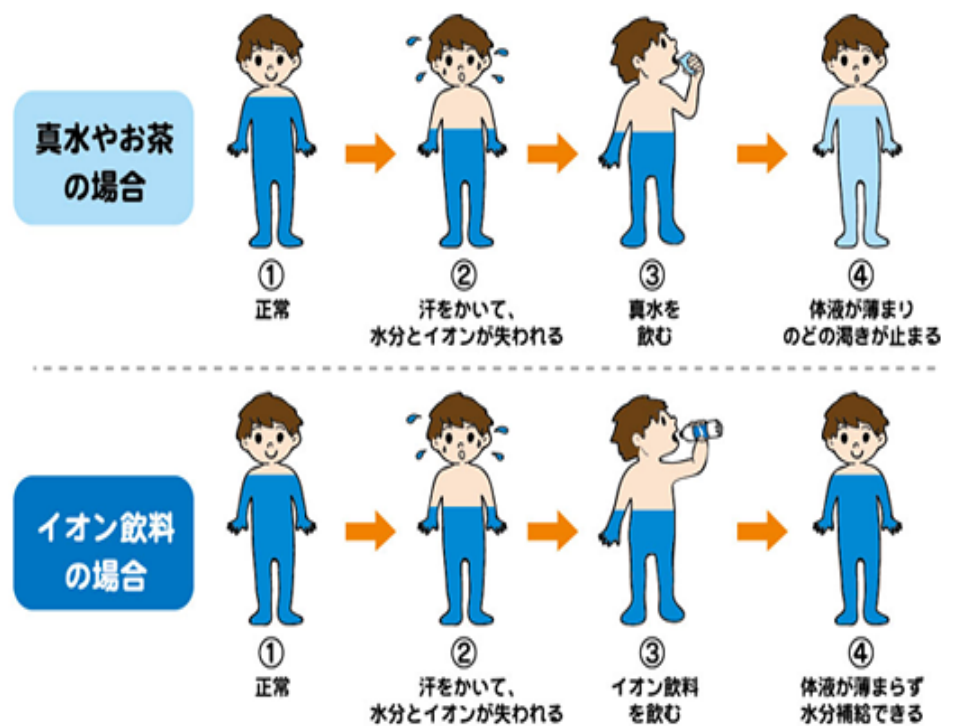 真水やお茶
の場合
①
正常
②
汗をかいて、
水分とイオンが失われる
③
真水を
飲む
④
体液が薄まり
のどの渇きが止まる
イオン飲料
の場合
①
正常
②
汗をかいて、
水分とイオンが失われる
③
イオン飲料
を飲む
④
体液が薄まらず
水分補給できる